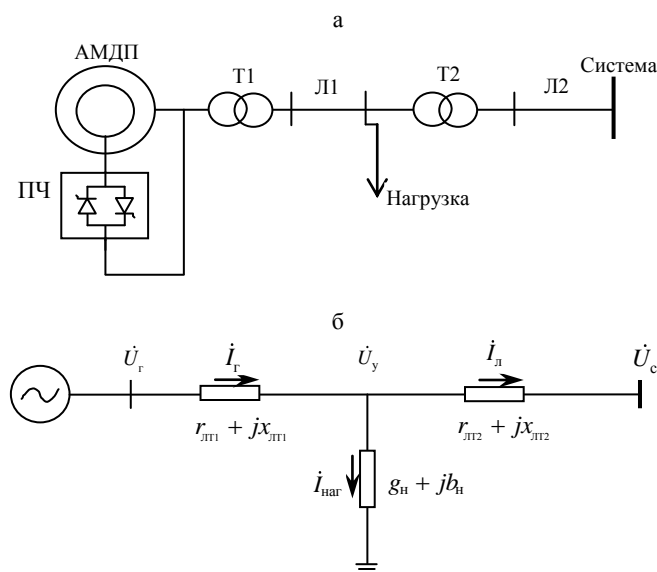 а
АМДП
Т1
Л1
Т2
Л2
Система
ПЧ
Нагрузка
б
U̇г
İг
U̇у
İл
U̇с
rЛТ1 + jxЛТ1
rЛТ2 + jxЛТ2
İнаг
gн + jbн